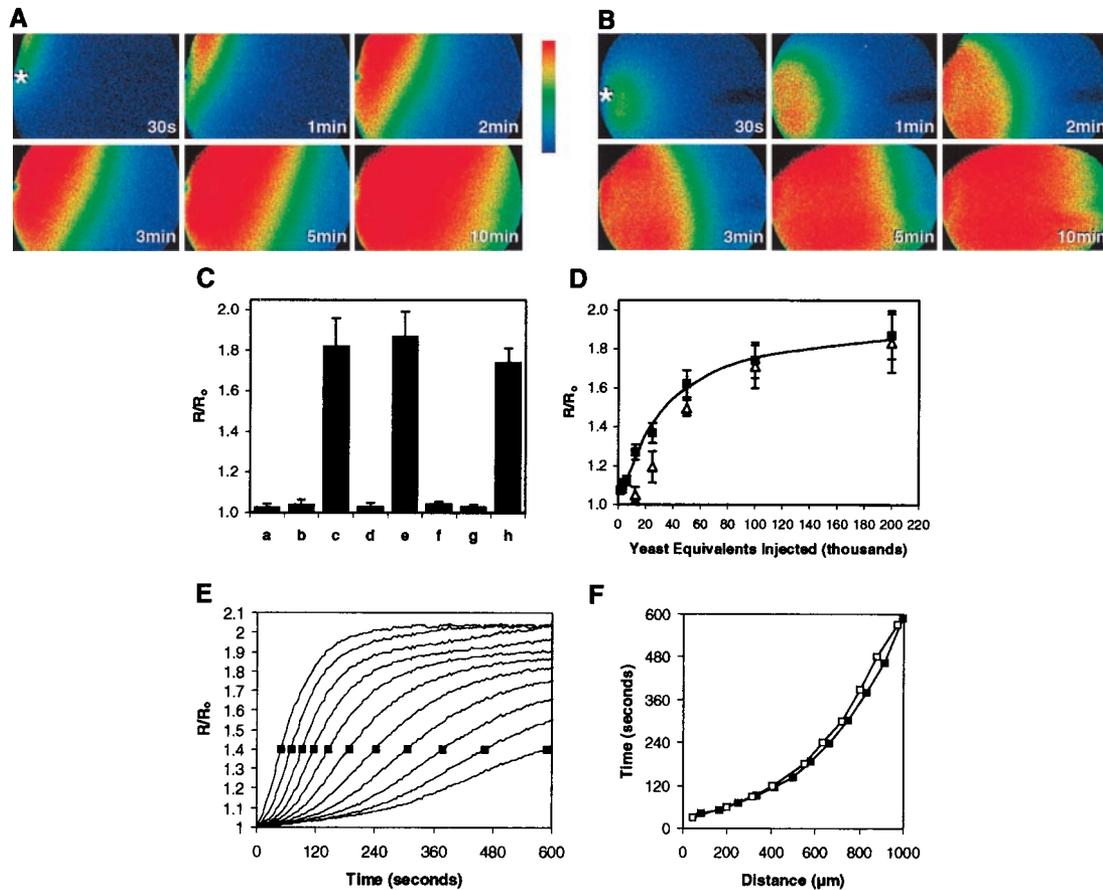 A
B
*
30s
1min
2min
3min
5min
10min
*
30s
1min
2min
3min
5min
10min
C
D
2.0
1.8
1.6
1.4
1.2
1.0
R/Ro
a b c d e f g h
2.0
1.8
1.6
1.4
1.2
1.0
R/Ro
0 20 40 60 80 100 120 140 160 180 200 220
Yeast Equivalents Injected (thousands)
E
F
2.1
2
1.9
1.8
1.7
1.6
1.5
1.4
1.3
1.2
1.1
1
R/Ro
0 120 240 360 480 600
Time (seconds)
600
480
360
240
120
0
Time (seconds)
0 200 400 600 800 1000
Distance (µm)